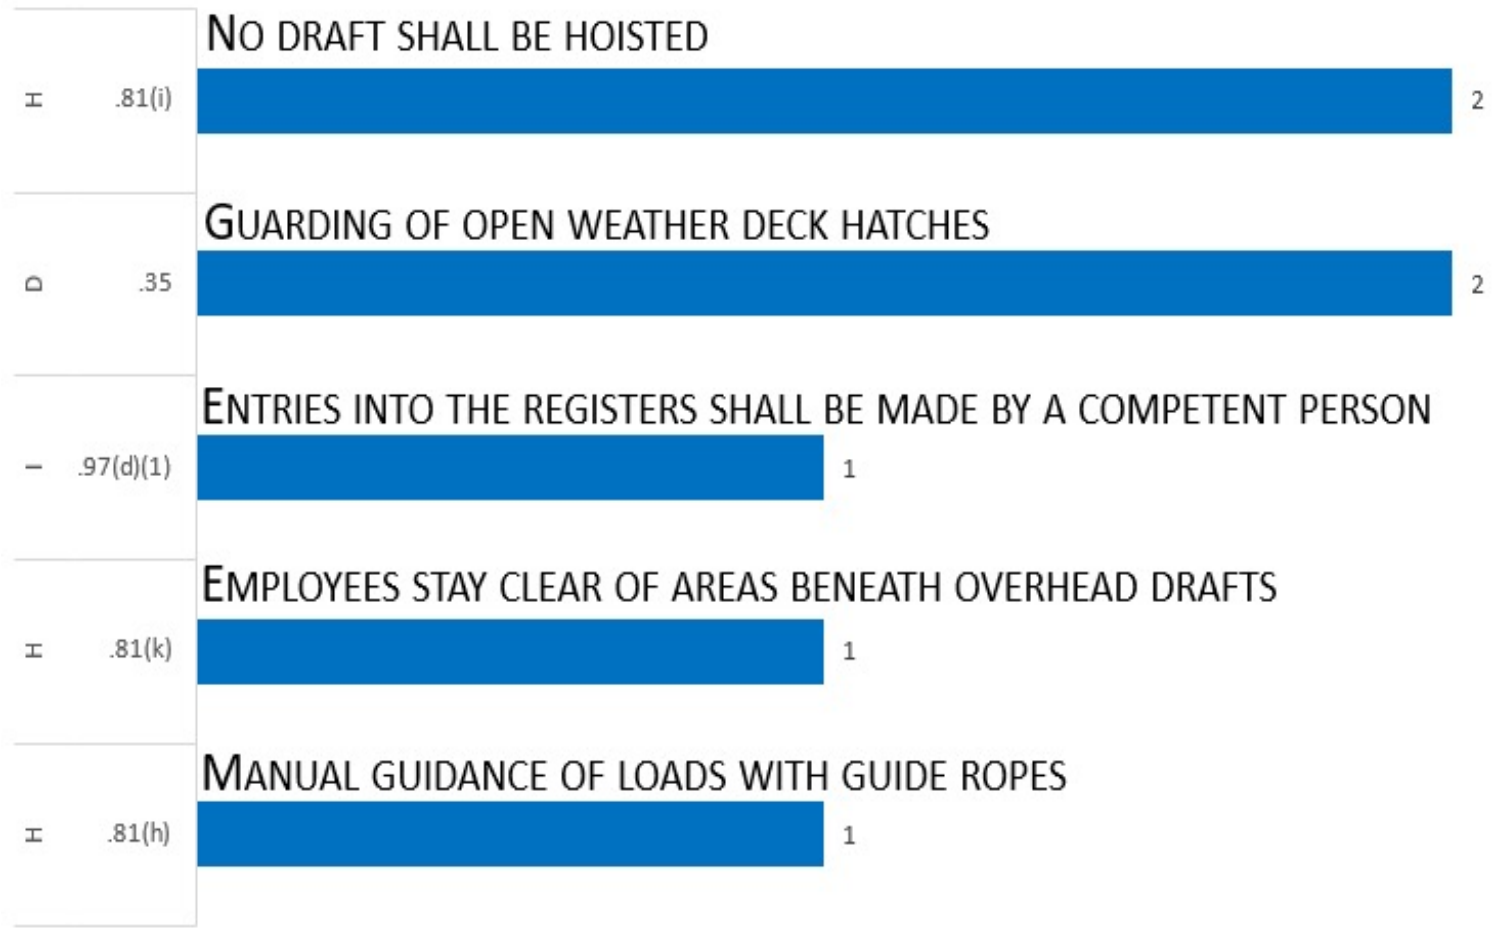 NO DRAFT SHALL BE HOISTED
H .81(i) 2
GUARDING OF OPEN WEATHER DECK HATCHES
D .35 2
ENTRIES INTO THE REGISTERS SHALL BE MADE BY A COMPETENT PERSON
I .97(d)(1) 1
EMPLOYEES STAY CLEAR OF AREAS BENEATH OVERHEAD DRAFTS
H .81(k) 1
MANUAL GUIDANCE OF LOADS WITH GUIDE ROPES
H .81(h) 1